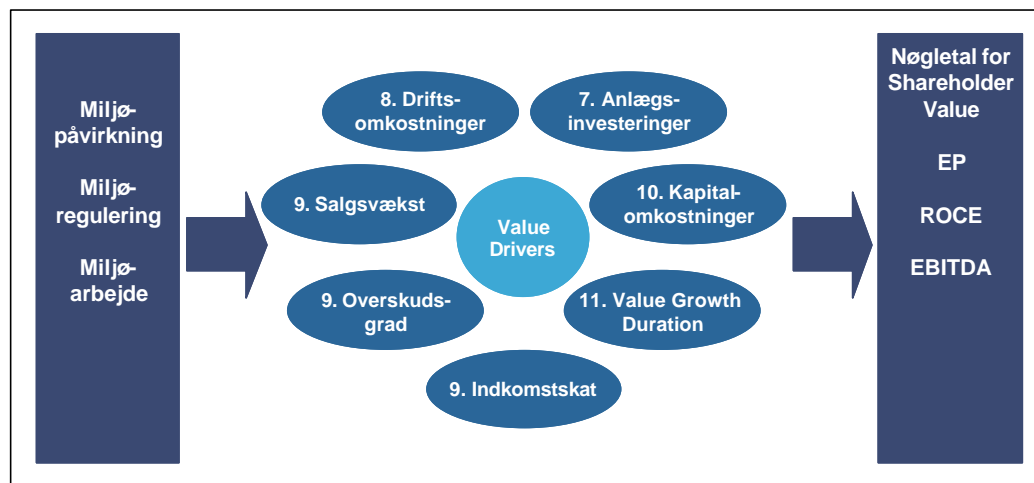 Miljø-
påvirkning
Miljø-
regulering
Miljø-
arbejde
8. Drifts-
omkostninger
7. Anlægs-
investeringer
9. Salgsvækst
10. Kapital-
omkostninger
Value
Drivers
9. Overskuds-
grad
11. Value Growth
Duration
9. Indkomstskat
Nøgletal for
Shareholder
Value
EP
ROCE
EBITDA